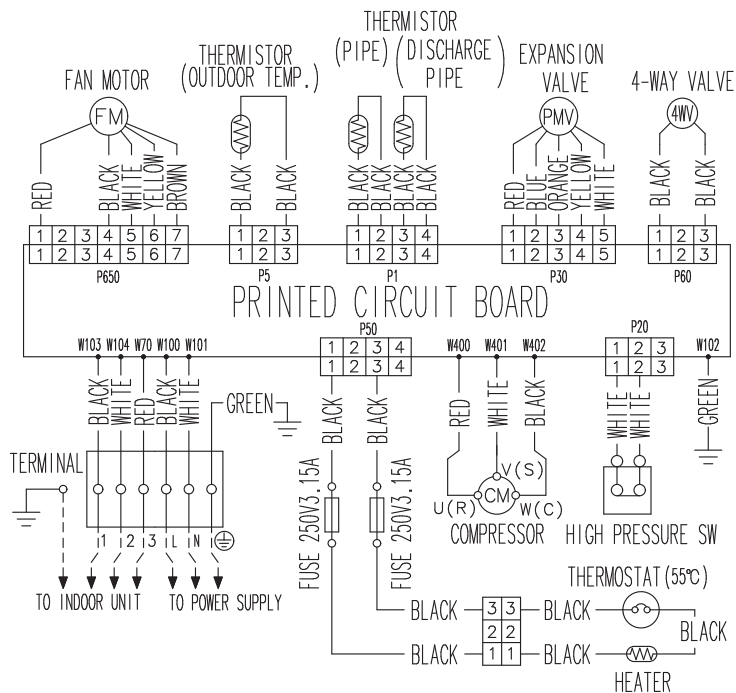 THERMISTOR
THERMISTOR (PIPE) (DISCHARGE PIPE) EXPANSION
FAN MOTOR (OUTDOOR TEMP.) VALVE 4-WAY VALVE
FM PMV 4WV
RED BLACK WHITE YELLOW BROWN BLACK BLACK BLACK BLACK BLACK BLACK RED BLUE ORANGE YELLOW WHITE BLACK BLACK
1 2 3 4 5 6 7 1 2 3 1 2 3 4 1 2 3 4 5 1 2 3
1 2 3 4 5 6 7 1 2 3 1 2 3 4 1 2 3 4 5 1 2 3
P650 P5 P1 P30 P60
PRINTED CIRCUIT BOARD
P50 P20
W103 W104 W70 W100 W101 1 2 3 4 W400 W401 W402 1 2 3 W102
1 2 3 4 1 2 3
BLACK WHITE RED BLACK WHITE GREEN BLACK BLACK RED WHITE BLACK WHITE WHITE GREEN
TERMINAL FUSE 250V3.15A FUSE 250V3.15A V(S)
CM
U(R) W(C)
COMPRESSOR HIGH PRESSURE SW
1 2 3 L N
THERMOSTAT(55℃)
TO INDOOR UNIT TO POWER SUPPLY
BLACK 3 3 BLACK
2 2 BLACK
BLACK 1 1 BLACK
HEATER